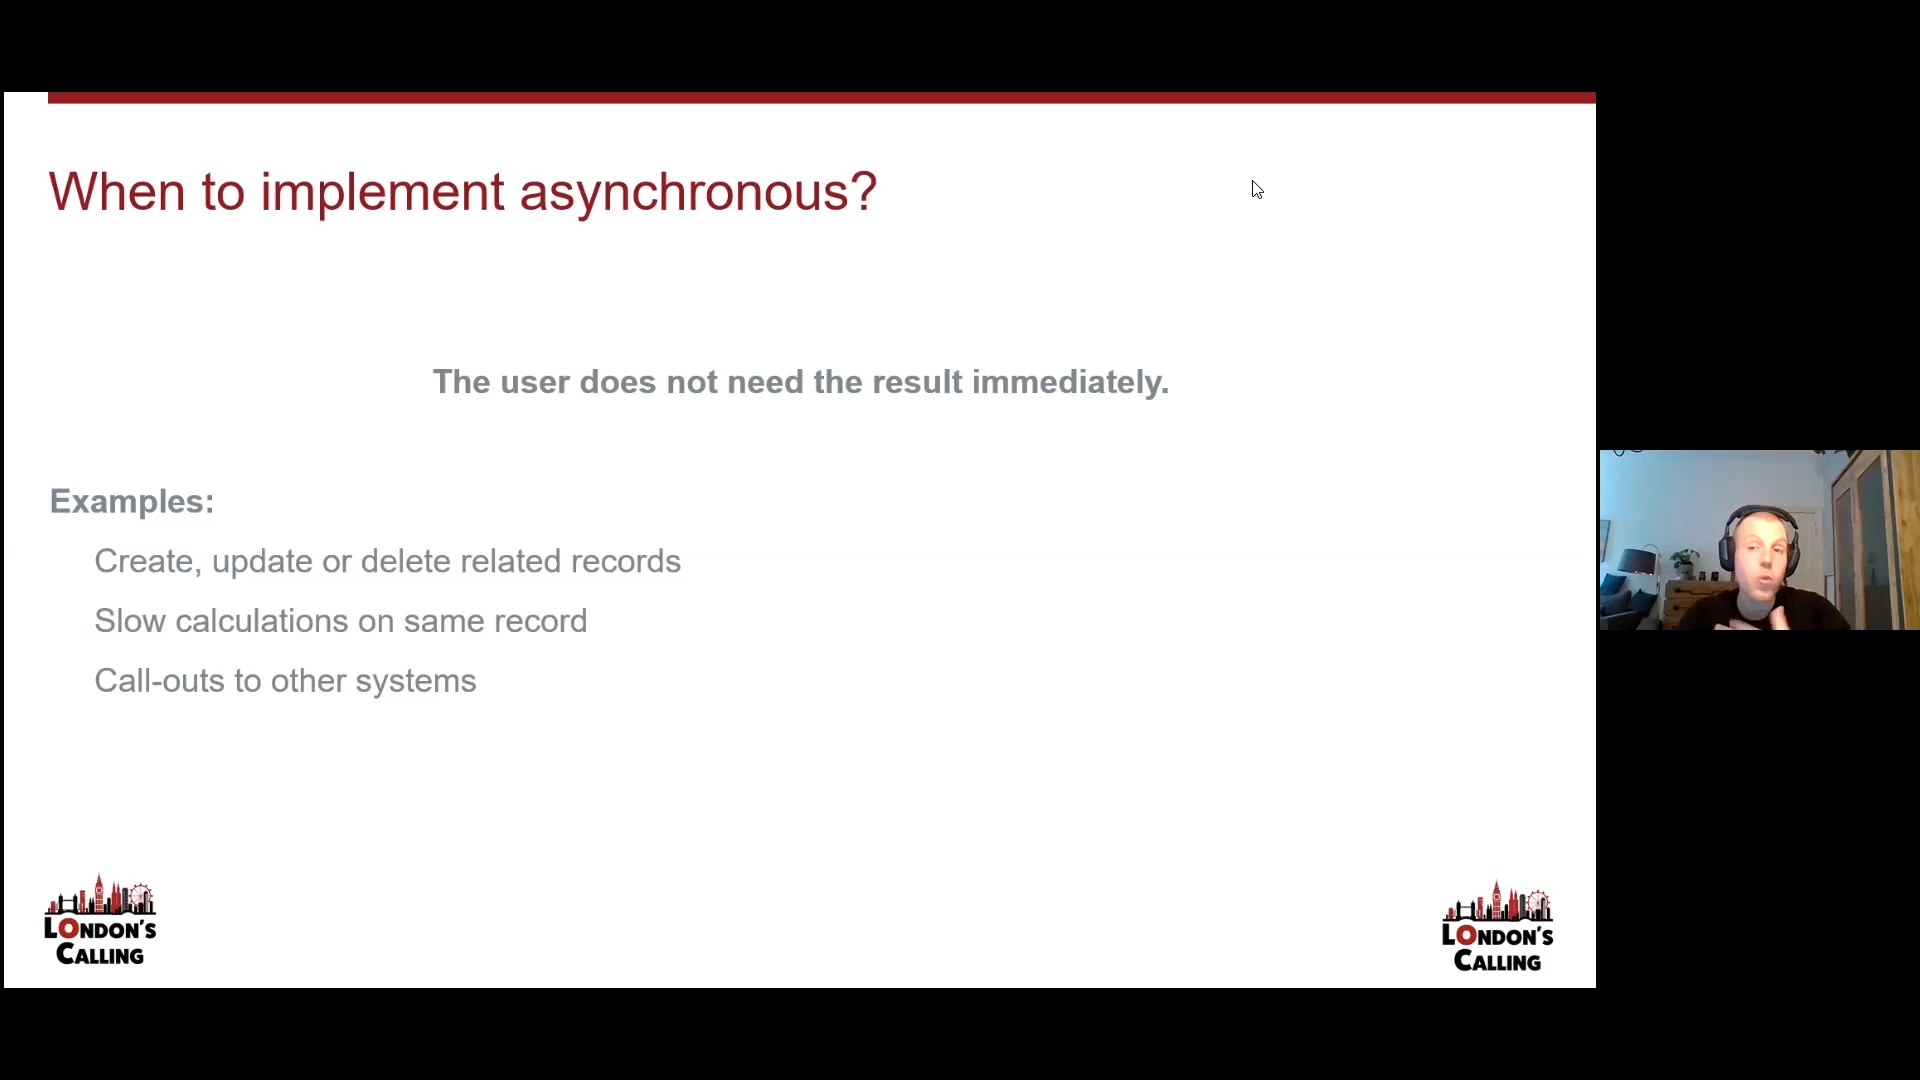 When to implement asynchronous?
The user does not need the result immediately.
Examples:
Create, update or delete related records
Slow calculations on same record
Call-outs to other systems
LONDON'S
CALLING
LONDON'S
CALLING